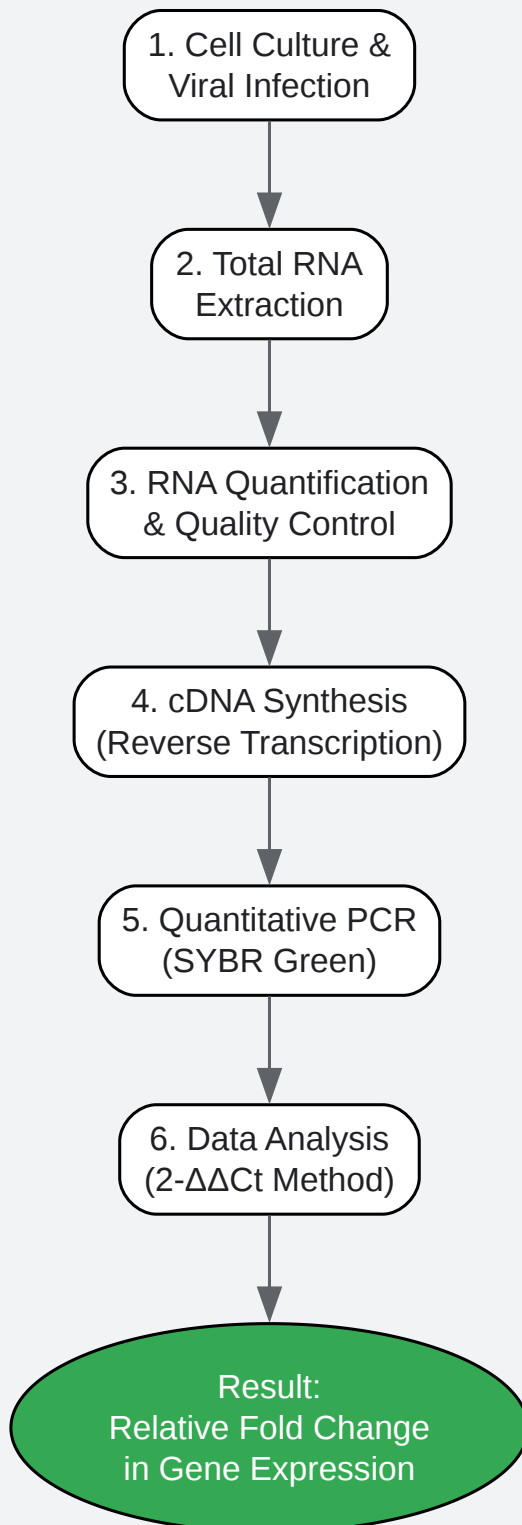 1. Cell Culture &
Viral Infection
2. Total RNA
Extraction
3. RNA Quantification
& Quality Control
4. cDNA Synthesis
(Reverse Transcription)
5. Quantitative PCR
(SYBR Green)
6. Data Analysis
(2-ΔΔCt Method)
Result:
Relative Fold Change
in Gene Expression